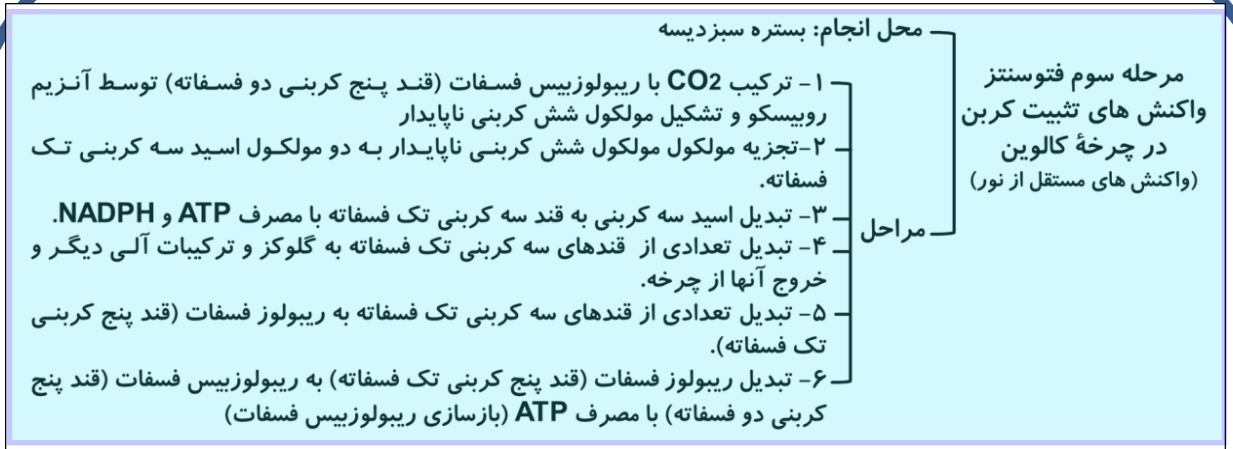 مرحله سوم فتوسنتز
واکنش های تثبیت کربن
در چرخۀ کالوین
(واکنش های مستقل از نور)
محل انجام: بستره سبزدیسه
مراحل
۱- ترکیب CO2 با ریبولوزبیس فسفات (قند پنج کربنی دو فسفاته) توسط آنزیم
روبیسکو و تشکیل مولکول شش کربنی ناپایدار
۲-تجزیه مولکول مولکول شش کربنی ناپایدار به دو مولکول اسید سه کربنی تک
فسفاته.
۳- تبدیل اسید سه کربنی به قند سه کربنی تک فسفاته با مصرف ATP و NADPH.
۴- تبدیل تعدادی از قندهای سه کربنی تک فسفاته به گلوکز و ترکیبات آلی دیگر و
خروج آنها از چرخه.
۵- تبدیل تعدادی از قندهای سه کربنی تک فسفاته به ریبولوز فسفات (قند پنج کربنی
تک فسفاته).
۶- تبدیل ریبولوز فسفات (قند پنج کربنی تک فسفاته) به ریبولوزبیس فسفات (قند پنج
کربنی دو فسفاته) با مصرف ATP (بازسازی ریبولوزبیس فسفات)